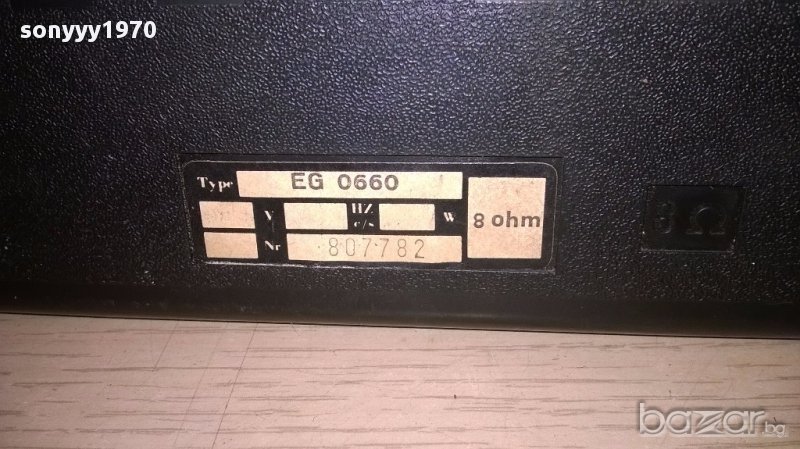 sonyyy1970
Type EG 0660
V HZ c/s W 8 ohm
Nr 807782
8 Ω
bazar.bg